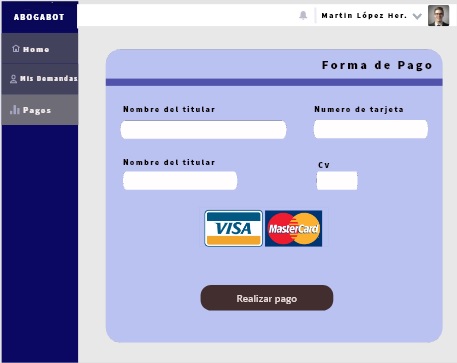 ABOGABOT
Martin López Her.
Home
Mis Demandas
Pagos
Forma de Pago
Nombre del titular
Numero de tarjeta
Nombre del titular
Cv
VISA
MasterCard
Realizar pago